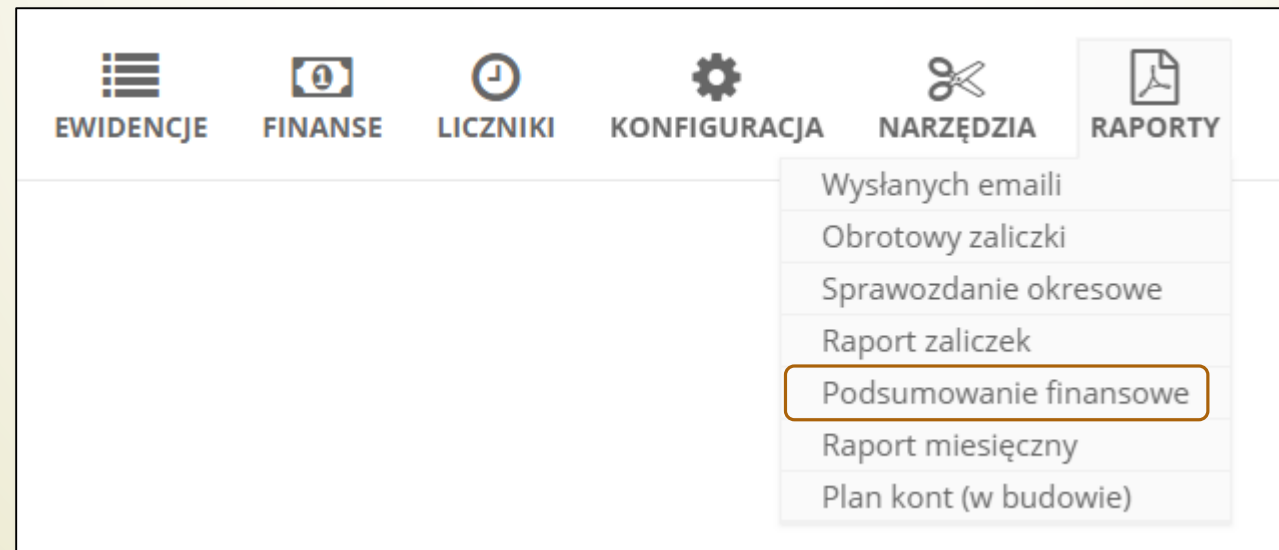 EWIDENCJE FINANSE LICZNIKI KONFIGURACJA NARZĘDZIA RAPORTY
Wysłanych emaili
Obrotowy zaliczki
Sprawozdanie okresowe
Raport zaliczek
Podsumowanie finansowe
Raport miesięczny
Plan kont (w budowie)